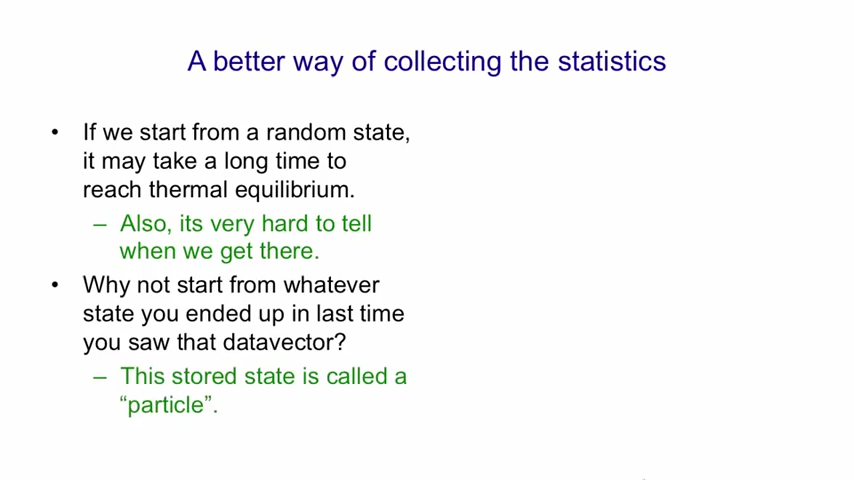 A better way of collecting the statistics
• If we start from a random state,
it may take a long time to
reach thermal equilibrium.
– Also, its very hard to tell
when we get there.
• Why not start from whatever
state you ended up in last time
you saw that datavector?
– This stored state is called a
“particle”.